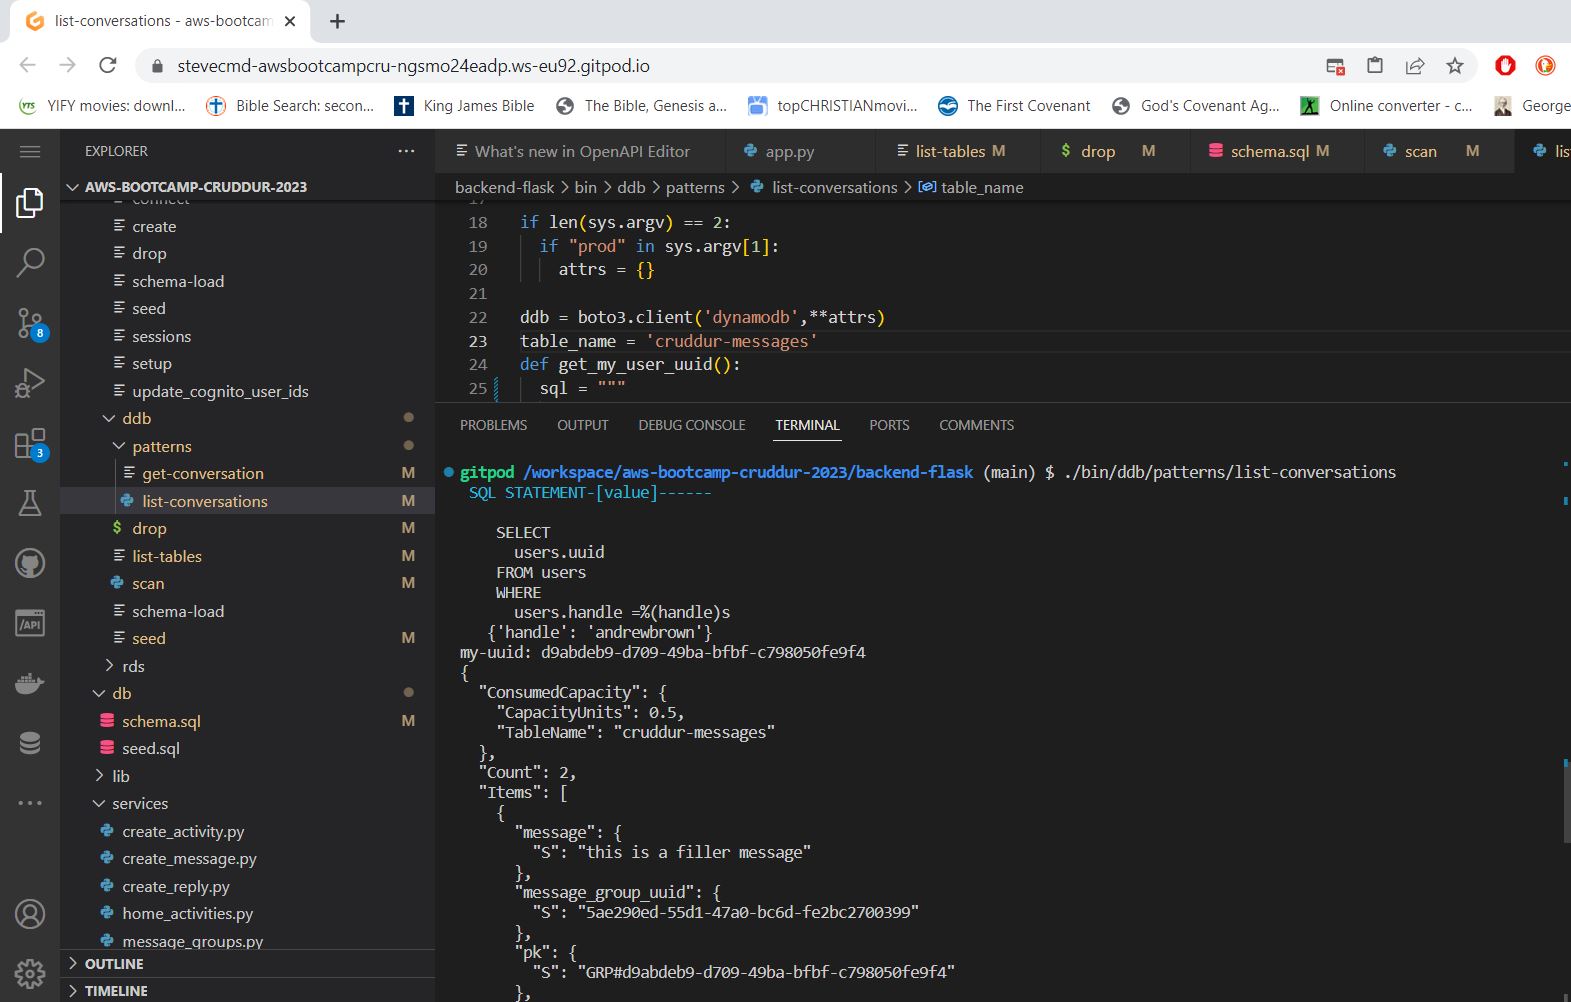 list-conversations - aws-bootcam
stevecmd-awsbootcampcru-ngsmo24eadp.ws-eu92.gitpod.io
YTS
YIFY movies: downl...
Bible Search: secon...
King James Bible
The Bible, Genesis a...
topCHRISTIANmovi...
The First Covenant
God's Covenant Ag...
Online converter - c...
George
EXPLORER
AWS-BOOTCAMP-CRUDDUR-2023
connect
create
drop
schema-load
seed
sessions
setup
update_cognito_user_ids
ddb
patterns
get-conversation M
list-conversations M
drop M
list-tables M
scan M
schema-load
seed M
rds
db
schema.sql M
seed.sql
lib
services
create_activity.py
create_message.py
create_reply.py
home_activities.py
message_groups.py
OUTLINE
TIMELINE
8
3
/API
What's new in OpenAPI Editor
app.py
list-tables M
$ drop M
schema.sql M
scan M
lis
backend-flask > bin > ddb > patterns > list-conversations > table_name
17
18 if len(sys.argv) == 2:
19 if "prod" in sys.argv[1]:
20 attrs = {}
21
22 ddb = boto3.client('dynamodb',**attrs)
23 table_name = 'cruddur-messages'
24 def get_my_user_uuid():
25 sql = """
PROBLEMS OUTPUT DEBUG CONSOLE TERMINAL PORTS COMMENTS
gitpod /workspace/aws-bootcamp-cruddur-2023/backend-flask (main) $ ./bin/ddb/patterns/list-conversations
SQL STATEMENT-[value]------
SELECT
users.uuid
FROM users
WHERE
users.handle =%(handle)s
{'handle': 'andrewbrown'}
my-uuid: d9abdeb9-d709-49ba-bfbf-c798050fe9f4
{
"ConsumedCapacity": {
"CapacityUnits": 0.5,
"TableName": "cruddur-messages"
},
"Count": 2,
"Items": [
{
"message": {
"S": "this is a filler message"
},
"message_group_uuid": {
"S": "5ae290ed-55d1-47a0-bc6d-fe2bc2700399"
},
"pk": {
"S": "GRP#d9abdeb9-d709-49ba-bfbf-c798050fe9f4"
},